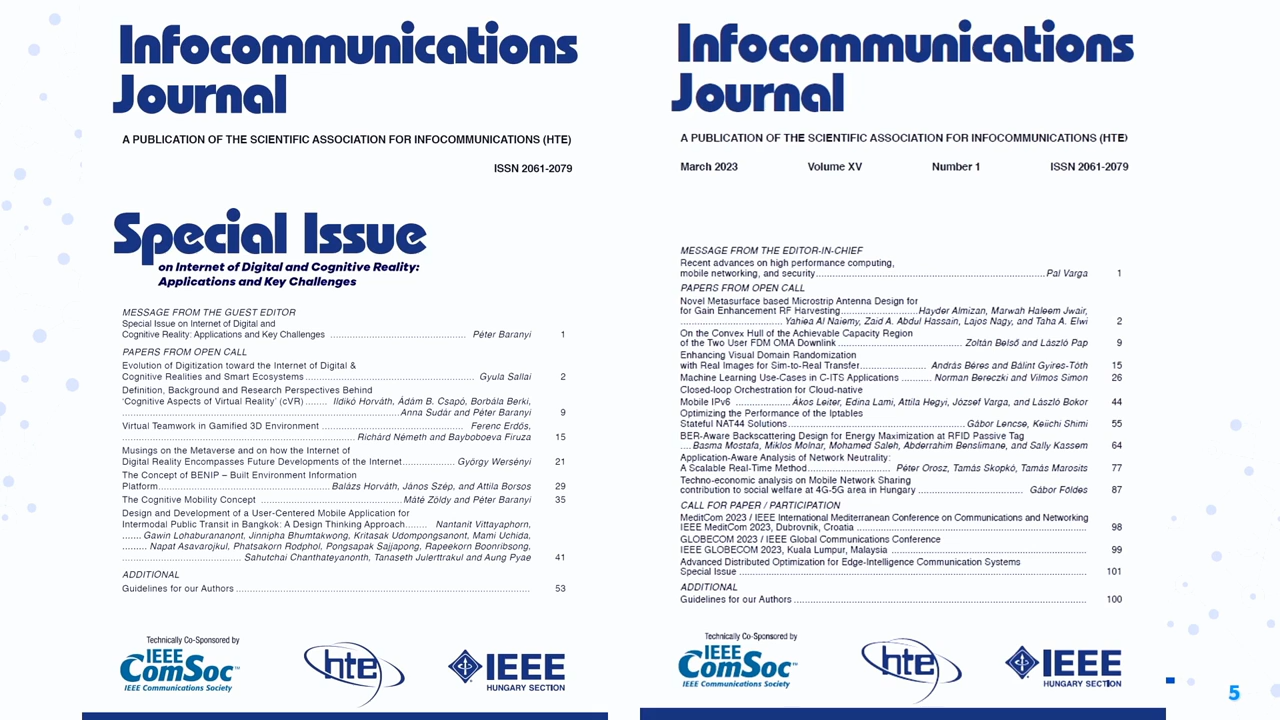 Infocommunications
Journal
A PUBLICATION OF THE SCIENTIFIC ASSOCIATION FOR INFOCOMMUNICATIONS (HTE)
ISSN 2061-2079
Special Issue
on Internet of Digital and Cognitive Reality:
Applications and Key Challenges
MESSAGE FROM THE GUEST EDITOR
Special Issue on Internet of Digital and
Cognitive Reality: Applications and Key Challenges ........ Péter Baranyi 1
PAPERS FROM OPEN CALL
Evolution of Digitization toward the Internet of Digital &
Cognitive Realities and Smart Ecosystems ........ Gyula Sallai 2
Definition, Background and Research Perspectives Behind
'Cognitive Aspects of Virtual Reality' (cVR) ........ Ildikó Horváth, Ádám B. Csapó, Borbála Berki,
........ Anna Sudár and Péter Baranyi 9
Virtual Teamwork in Gamified 3D Environment ........ Ferenc Erdős,
........ Richárd Németh and Bayboboeva Firuza 15
Musings on the Metaverse and on how the Internet of
Digital Reality Encompasses Future Developments of the Internet ........ György Wersényi 21
The Concept of BENIP – Built Environment Information
Platform ........ Balázs Horváth, János Szép, and Attila Borsos 29
The Cognitive Mobility Concept ........ Máté Zöldy and Péter Baranyi 35
Design and Development of a User-Centered Mobile Application for
Intermodal Public Transit in Bangkok: A Design Thinking Approach ........ Nantanit Vittayaphorn,
........ Gawin Lohaburananont, Jinnipha Bhumtakwong, Kritasak Udompongsanont, Mami Uchida,
........ Napat Asavarojkul, Phatsakorn Rodphol, Pongsapak Sajjapong, Rapeekorn Boonribsong,
........ Sahutchai Chanthateyanonth, Tanaseth Julerttrakul and Aung Pyae 41
ADDITIONAL
Guidelines for our Authors ........ 53
Technically Co-Sponsored by
IEEE
ComSoc™
IEEE Communications Society
hte
IEEE
HUNGARY SECTION
Infocommunications
Journal
A PUBLICATION OF THE SCIENTIFIC ASSOCIATION FOR INFOCOMMUNICATIONS (HTE)
March 2023 Volume XV Number 1 ISSN 2061-2079
MESSAGE FROM THE EDITOR-IN-CHIEF
Recent advances on high performance computing,
mobile networking, and security ........ Pal Varga 1
PAPERS FROM OPEN CALL
Novel Metasurface based Microstrip Antenna Design for
for Gain Enhancement RF Harvesting ........ Hayder Almizan, Marwah Haleem Jwair,
........ Yahiea Al Naiemy, Zaid A. Abdul Hassain, Lajos Nagy, and Taha A. Elwi 2
On the Convex Hull of the Achievable Capacity Region
of the Two User FDM OMA Downlink ........ Zoltán Belső and László Pap 9
Enhancing Visual Domain Randomization
with Real Images for Sim-to-Real Transfer ........ András Béres and Bálint Gyires-Tóth 15
Machine Learning Use-Cases in C-ITS Applications ........ Norman Bereczki and Vilmos Simon 26
Closed-loop Orchestration for Cloud-native
Mobile IPv6 ........ Ákos Leiter, Edina Lami, Attila Hegyi, József Varga, and László Bokor 44
Optimizing the Performance of the Iptables
Stateful NAT44 Solutions ........ Gábor Lencse, Keiichi Shimi 55
BER-Aware Backscattering Design for Energy Maximization at RFID Passive Tag
.... Basma Mostafa, Miklos Molnar, Mohamed Saleh, Abderrahim Benslimane, and Sally Kassem 64
Application-Aware Analysis of Network Neutrality:
A Scalable Real-Time Method ........ Péter Orosz, Tamás Skopkó, Tamás Marosits 77
Techno-economic analysis on Mobile Network Sharing
contribution to social welfare at 4G-5G area in Hungary ........ Gábor Földes 87
CALL FOR PAPER / PARTICIPATION
MeditCom 2023 / IEEE International Mediterranean Conference on Communications and Networking
IEEE MeditCom 2023, Dubrovnik, Croatia ........ 98
GLOBECOM 2023 / IEEE Global Communications Conference
IEEE GLOBECOM 2023, Kuala Lumpur, Malaysia ........ 99
Advanced Distributed Optimization for Edge-Intelligence Communication Systems
Special Issue ........ 101
ADDITIONAL
Guidelines for our Authors ........ 100
Technically Co-Sponsored by
IEEE
ComSoc™
IEEE Communications Society
hte
IEEE
HUNGARY SECTION
5